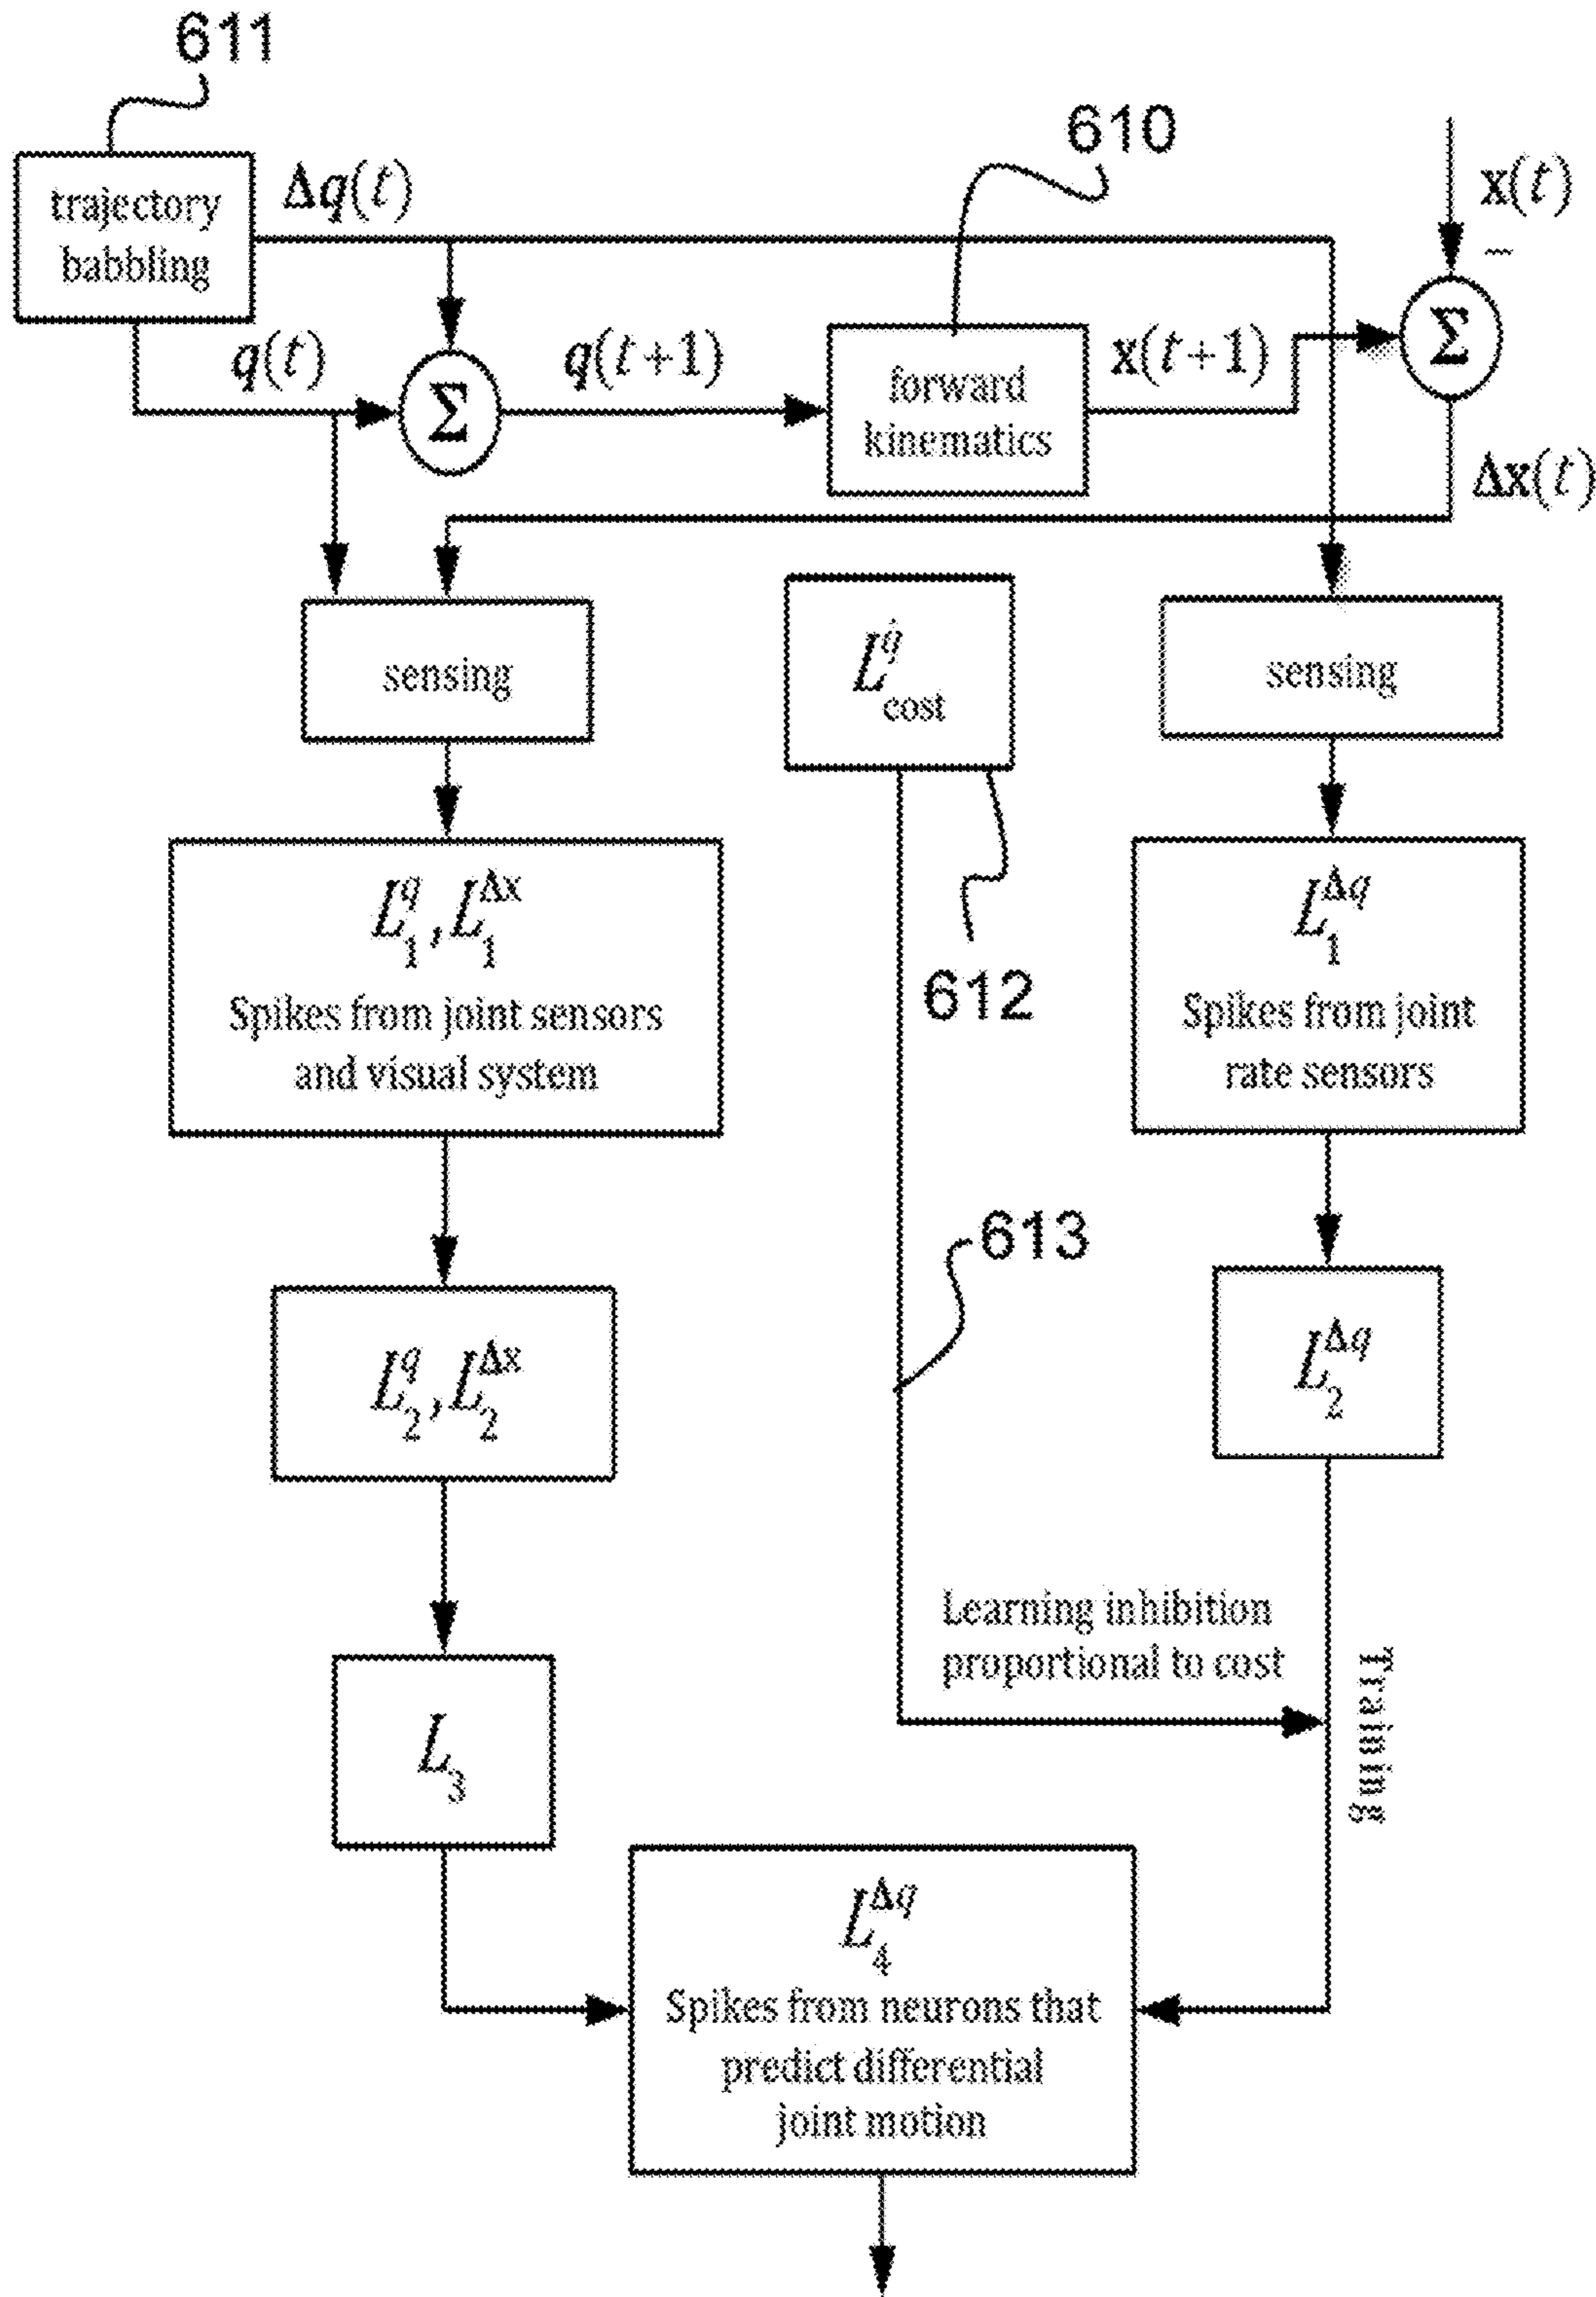 611
610
trajectory
babbling
Δq(t)
x(t)
−
q(t)
Σ
q(t+1)
forward
kinematics
x(t+1)
Σ
Δx(t)
sensing
L^q̇_cost
sensing
L^q_1, L^Δx_1
Spikes from joint sensors
and visual system
612
L^Δq_1
Spikes from joint
rate sensors
613
L^q_2, L^Δx_2
L^Δq_2
Learning inhibition
proportional to cost
Training
L_3
L^Δq_4
Spikes from neurons that
predict differential
joint motion